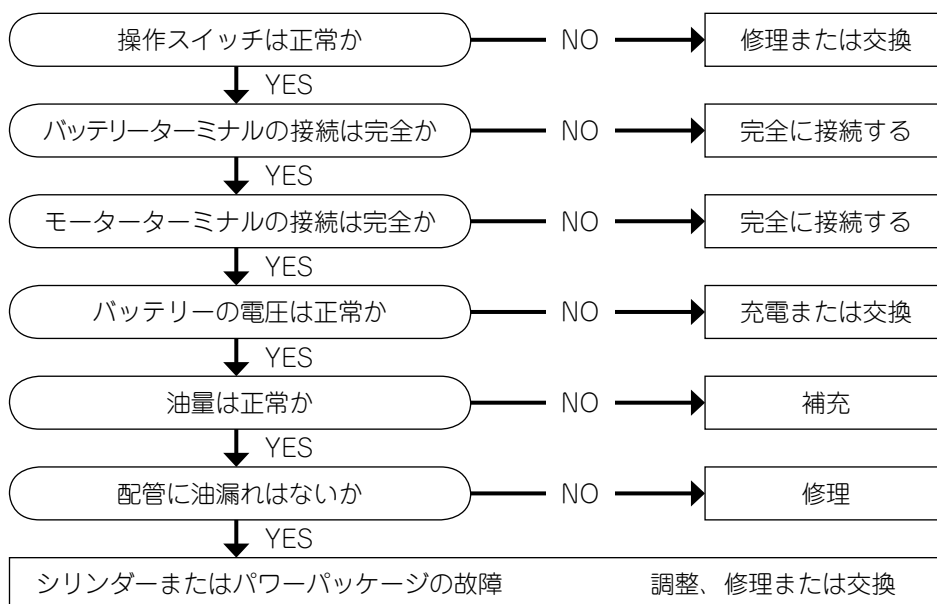 操作スイッチは正常か NO 修理または交換
YES
バッテリーターミナルの接続は完全か NO 完全に接続する
YES
モーターターミナルの接続は完全か NO 完全に接続する
YES
バッテリーの電圧は正常か NO 充電または交換
YES
油量は正常か NO 補充
YES
配管に油漏れはないか NO 修理
YES
シリンダーまたはパワーパッケージの故障 調整、修理または交換